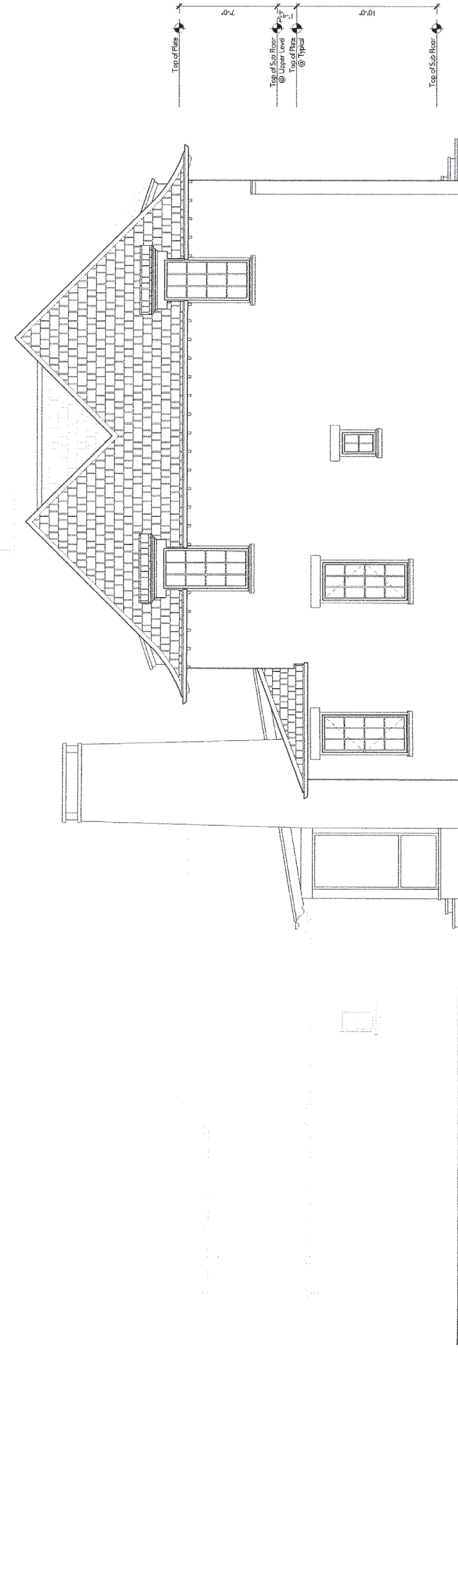 7'-0"
10'-0"
Top of Plate
Top of Sub Floor
@ Upper Level
Top of Plate
@ Typical
Top of Sub Floor